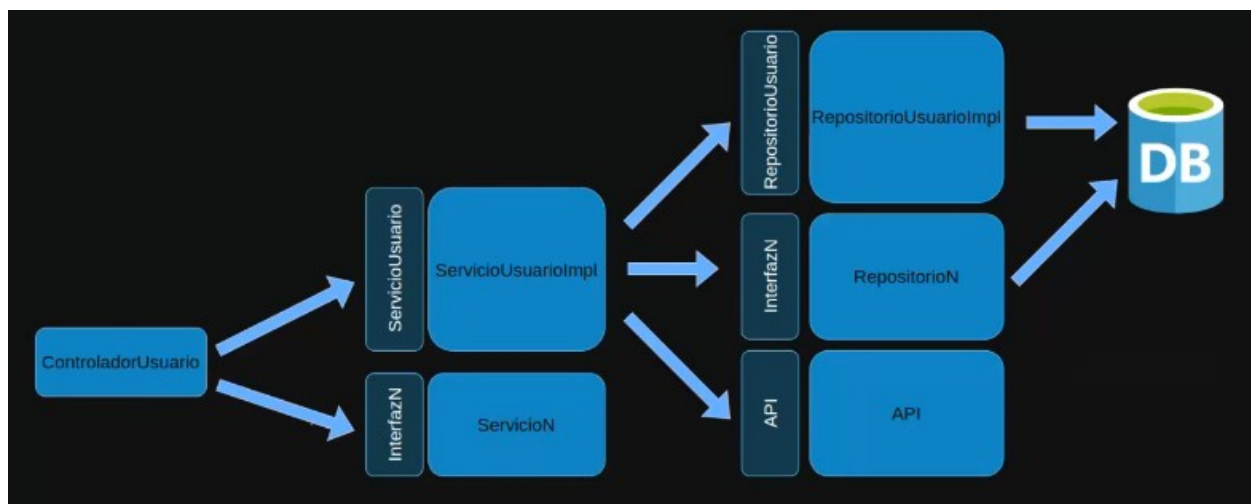 ControladorUsuario
ServicioUsuario
ServicioUsuarioImpl
InterfazN
ServicioN
RepositorioUsuario
RepositorioUsuarioImpl
InterfazN
RepositorioN
API
API
DB